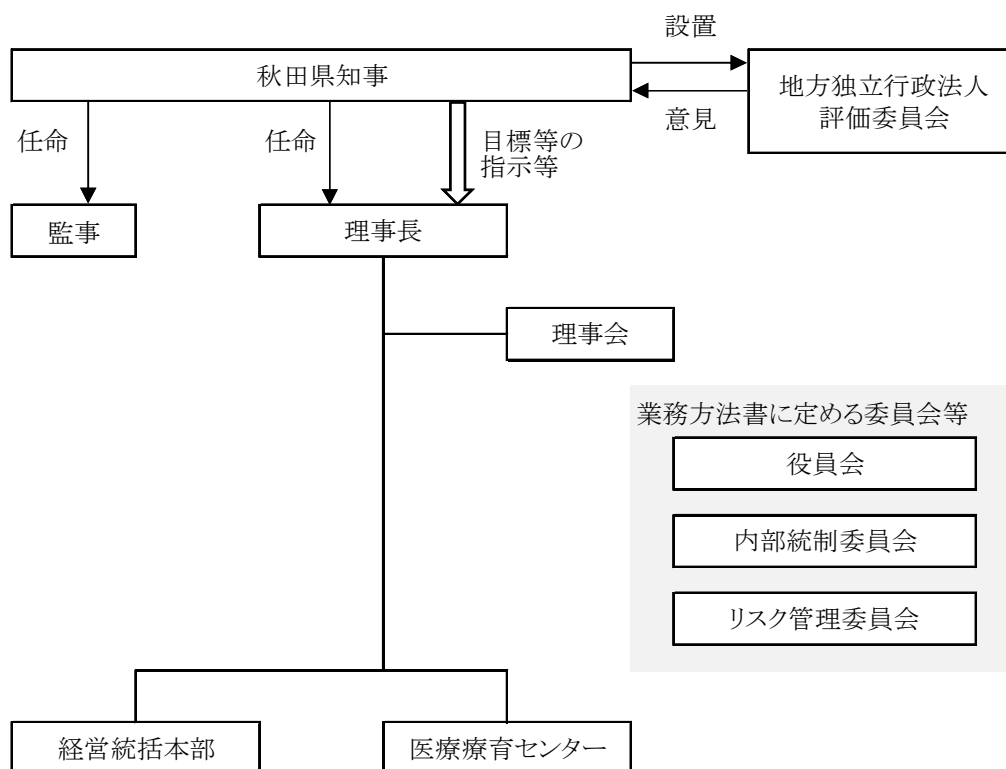 設置
秋田県知事
地方独立行政法人
評価委員会
意見
任命
任命
目標等の
指示等
監事
理事長
理事会
業務方法書に定める委員会等
役員会
内部統制委員会
リスク管理委員会
経営統括本部
医療療育センター